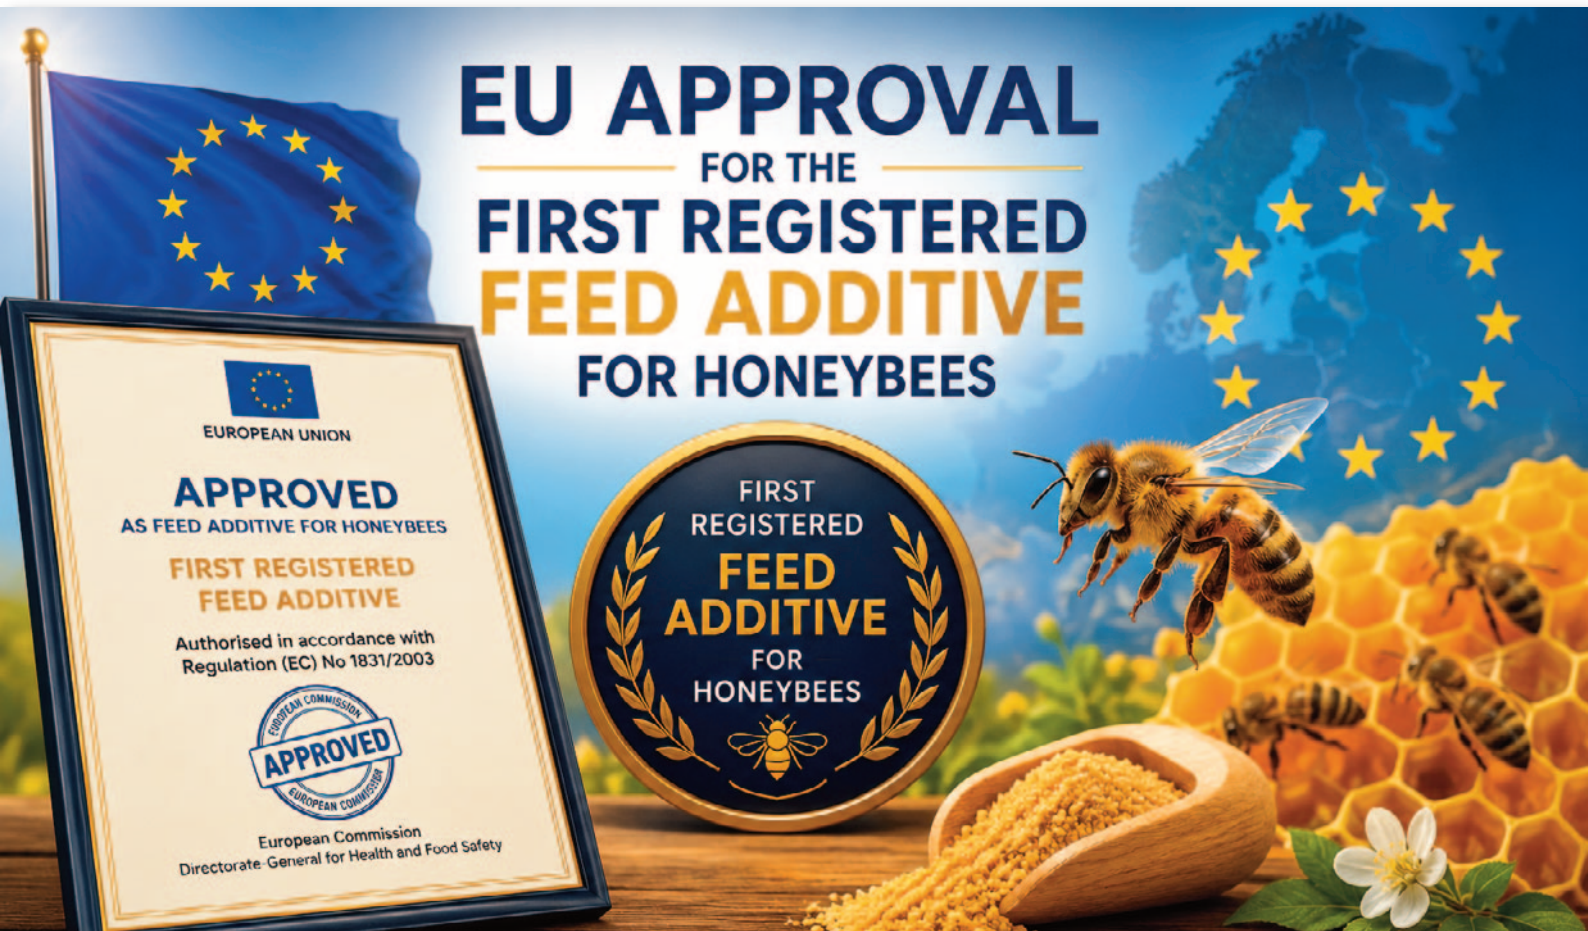 EU APPROVAL
FOR THE
FIRST REGISTERED
FEED ADDITIVE
FOR HONEYBEES
EUROPEAN UNION
APPROVED
AS FEED ADDITIVE FOR HONEYBEES
FIRST REGISTERED
FEED ADDITIVE
Authorised in accordance with
Regulation (EC) No 1831/2003
EUROPEAN COMMISSION
APPROVED
EUROPEAN COMMISSION
European Commission
Directorate-General for Health and Food Safety
FIRST
REGISTERED
FEED
ADDITIVE
FOR
HONEYBEES